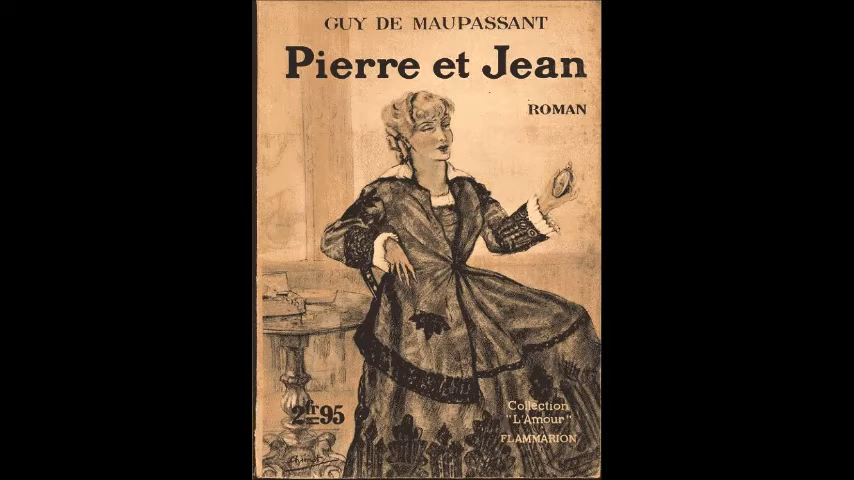 GUY DE MAUPASSANT
Pierre et Jean
ROMAN
2fr95
Collection
"L'Amour"
FLAMMARION